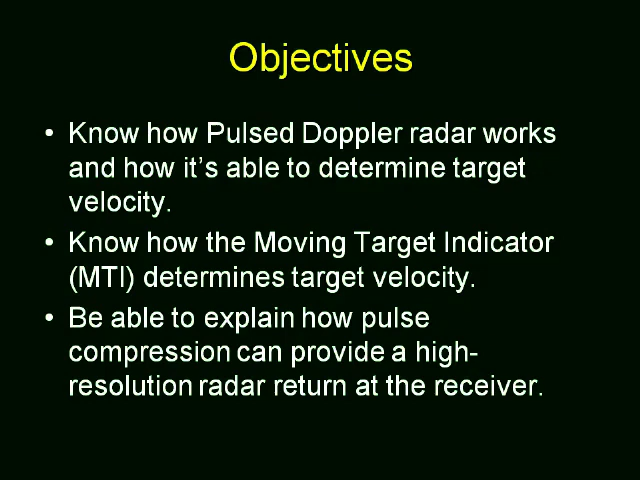 Objectives
• Know how Pulsed Doppler radar works
and how it’s able to determine target
velocity.
• Know how the Moving Target Indicator
(MTI) determines target velocity.
• Be able to explain how pulse
compression can provide a high-
resolution radar return at the receiver.